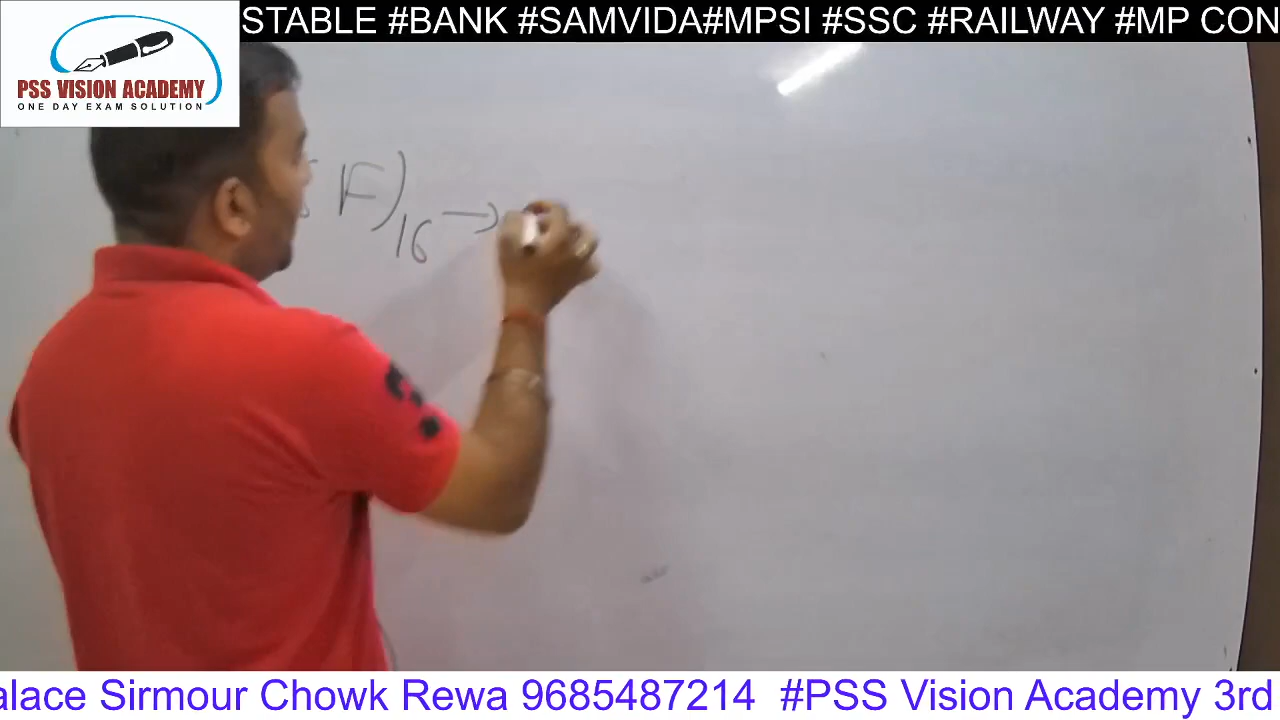 STABLE #BANK #SAMVIDA#MPSI #SSC #RAILWAY #MP CON
PSS VISION ACADEMY
ONE DAY EXAM SOLUTION
F)16 →
alace Sirmour Chowk Rewa 9685487214 #PSS Vision Academy 3rd